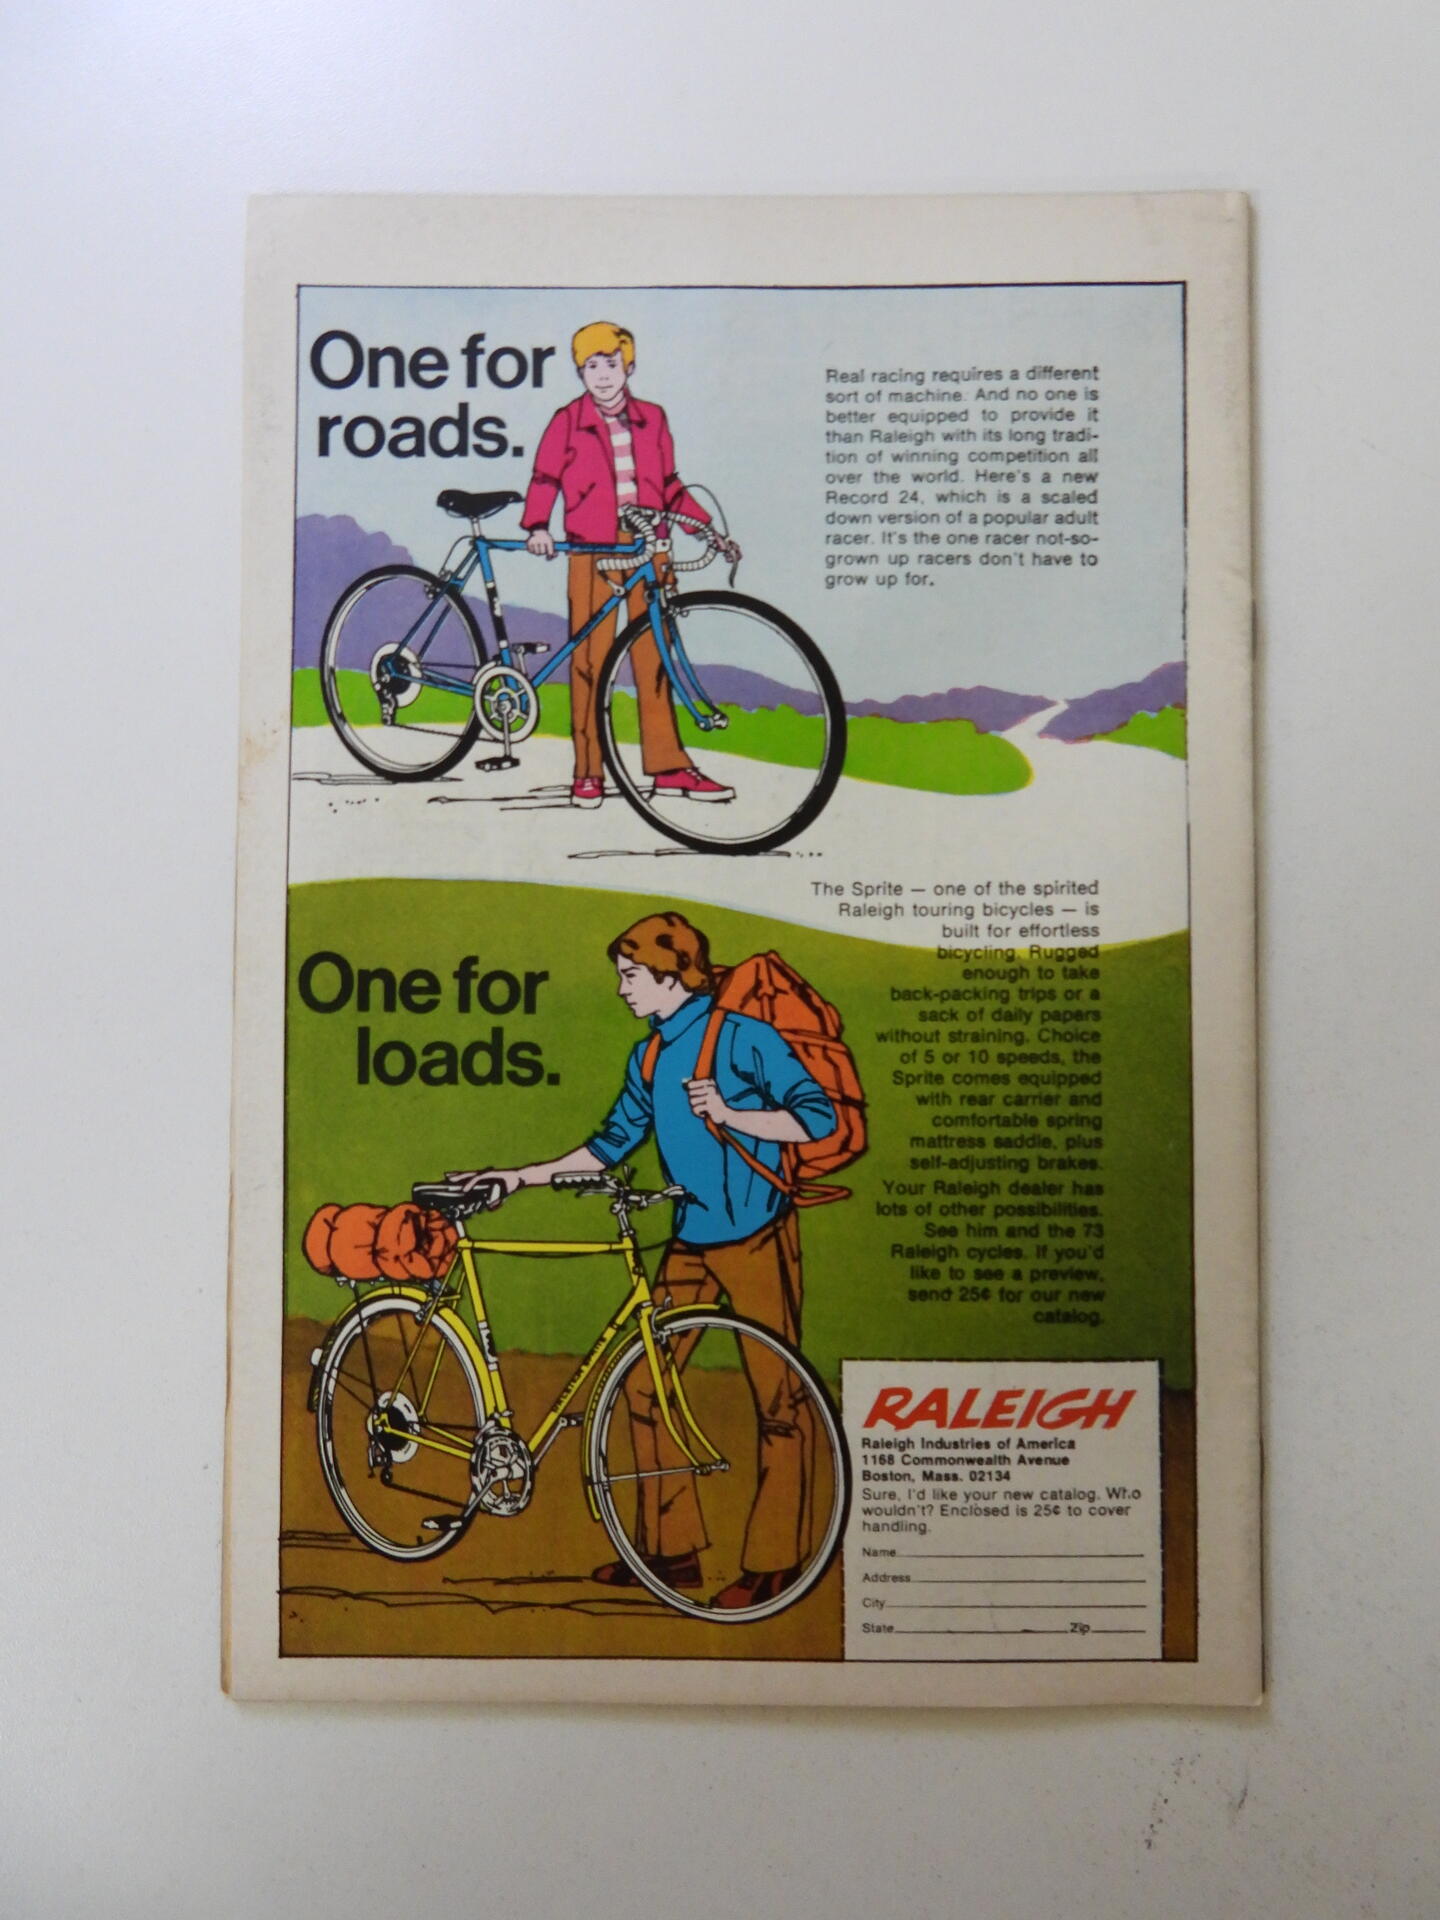 One for
roads.
Real racing requires a different
sort of machine. And no one is
better equipped to provide it
than Raleigh with its long tradi-
tion of winning competition all
over the world. Here's a new
Record 24, which is a scaled
down version of a popular adult
racer. It's the one racer not-so-
grown up racers don't have to
grow up for.
The Sprite — one of the spirited
Raleigh touring bicycles — is
built for effortless
bicycling. Rugged
enough to take
back-packing trips or a
sack of daily papers
without straining. Choice
of 5 or 10 speeds, the
Sprite comes equipped
with rear carrier and
comfortable spring
mattress saddle, plus
self-adjusting brakes.
Your Raleigh dealer has
lots of other possibilities.
See him and the 73
Raleigh cycles. If you'd
like to see a preview,
send 25¢ for our new
catalog.
One for
loads.
RALEIGH
Raleigh Industries of America
1168 Commonwealth Avenue
Boston, Mass. 02134
Sure, I'd like your new catalog. Who
wouldn't? Enclosed is 25¢ to cover
handling.
Name
Address
City
State Zip